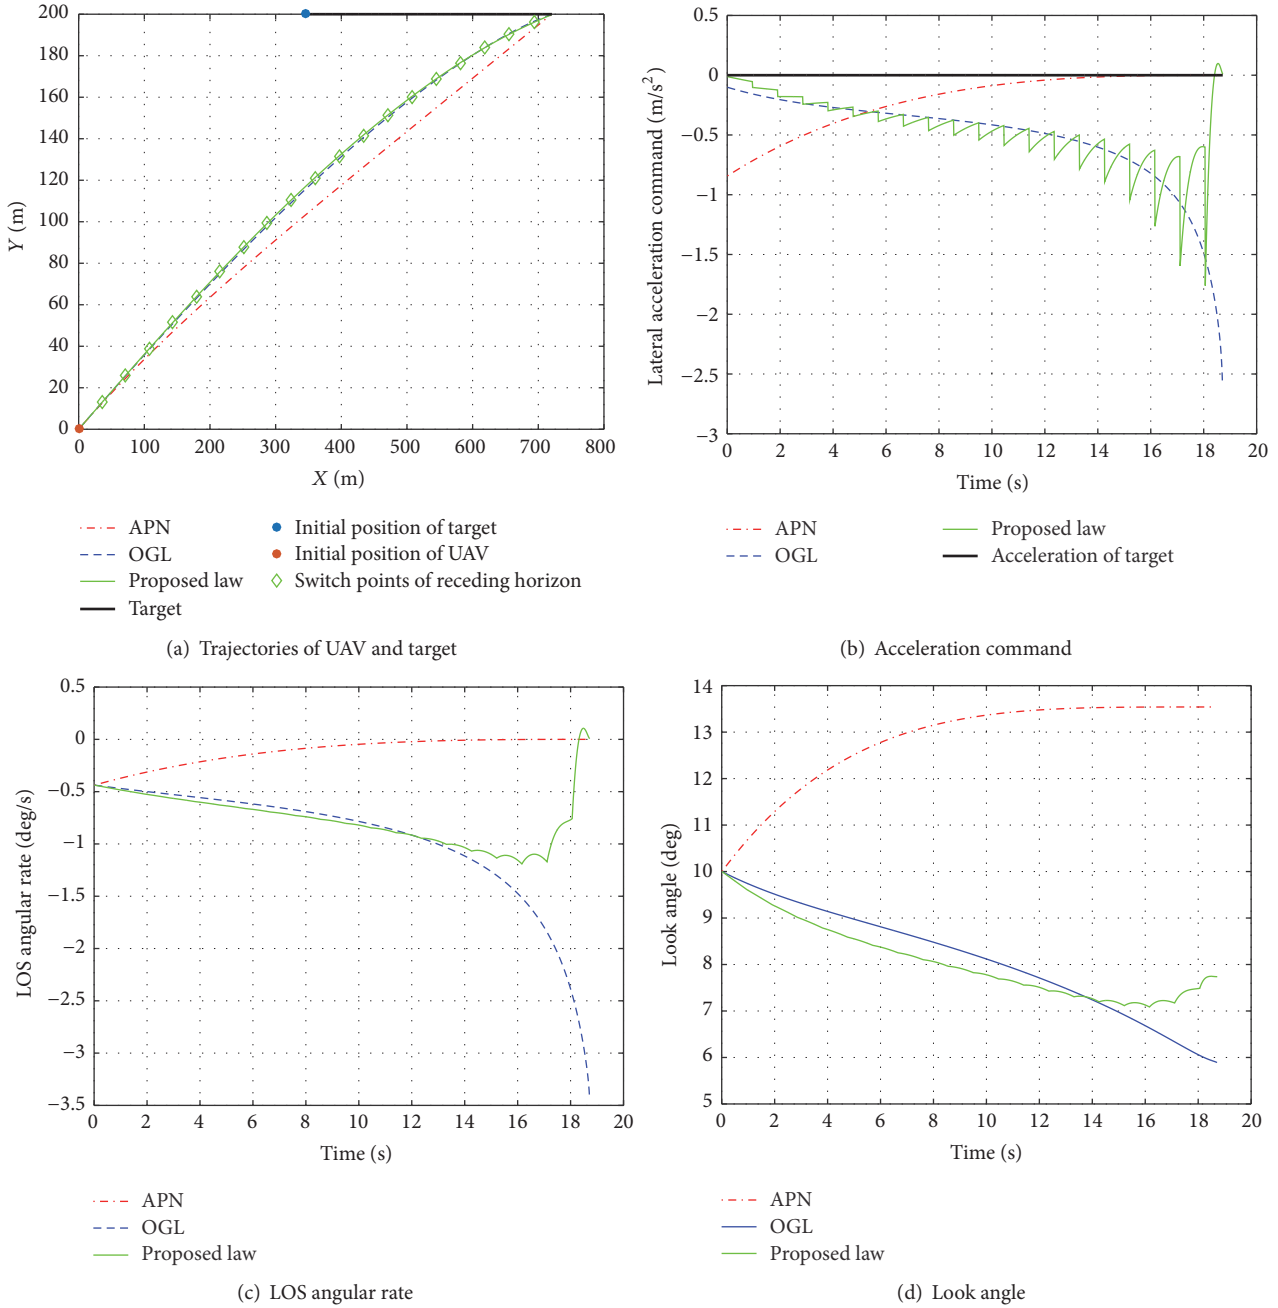 200
180
160
140
120
100
80
60
40
20
0
Y (m)
0 100 200 300 400 500 600 700 800
X (m)
APN
OGL
Proposed law
Target
Initial position of target
Initial position of UAV
Switch points of receding horizon
(a) Trajectories of UAV and target
0.5
0
−0.5
−1
−1.5
−2
−2.5
−3
Lateral acceleration command (m/s²)
0 2 4 6 8 10 12 14 16 18 20
Time (s)
APN
OGL
Proposed law
Acceleration of target
(b) Acceleration command
0.5
0
−0.5
−1
−1.5
−2
−2.5
−3
−3.5
LOS angular rate (deg/s)
0 2 4 6 8 10 12 14 16 18 20
Time (s)
APN
OGL
Proposed law
(c) LOS angular rate
14
13
12
11
10
9
8
7
6
5
Look angle (deg)
0 2 4 6 8 10 12 14 16 18 20
Time (s)
APN
OGL
Proposed law
(d) Look angle